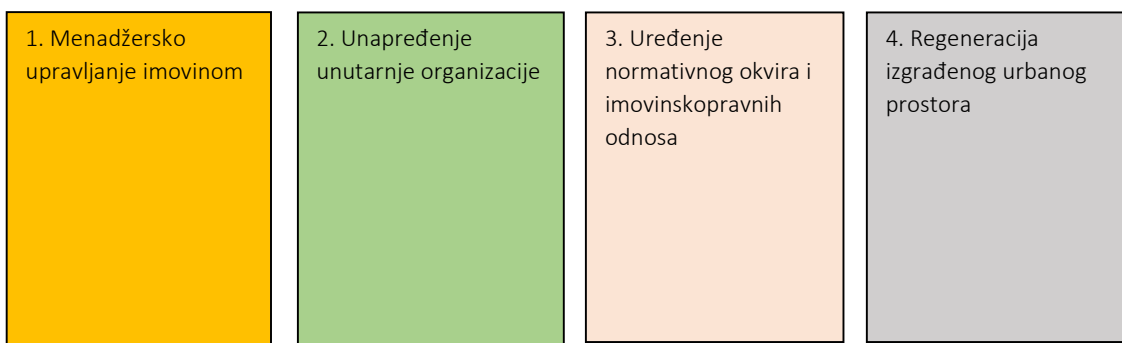 1. Menadžersko
upravljanje imovinom
2. Unapređenje
unutarnje organizacije
3. Uređenje
normativnog okvira i
imovinskopravnih
odnosa
4. Regeneracija
izgrađenog urbanog
prostora